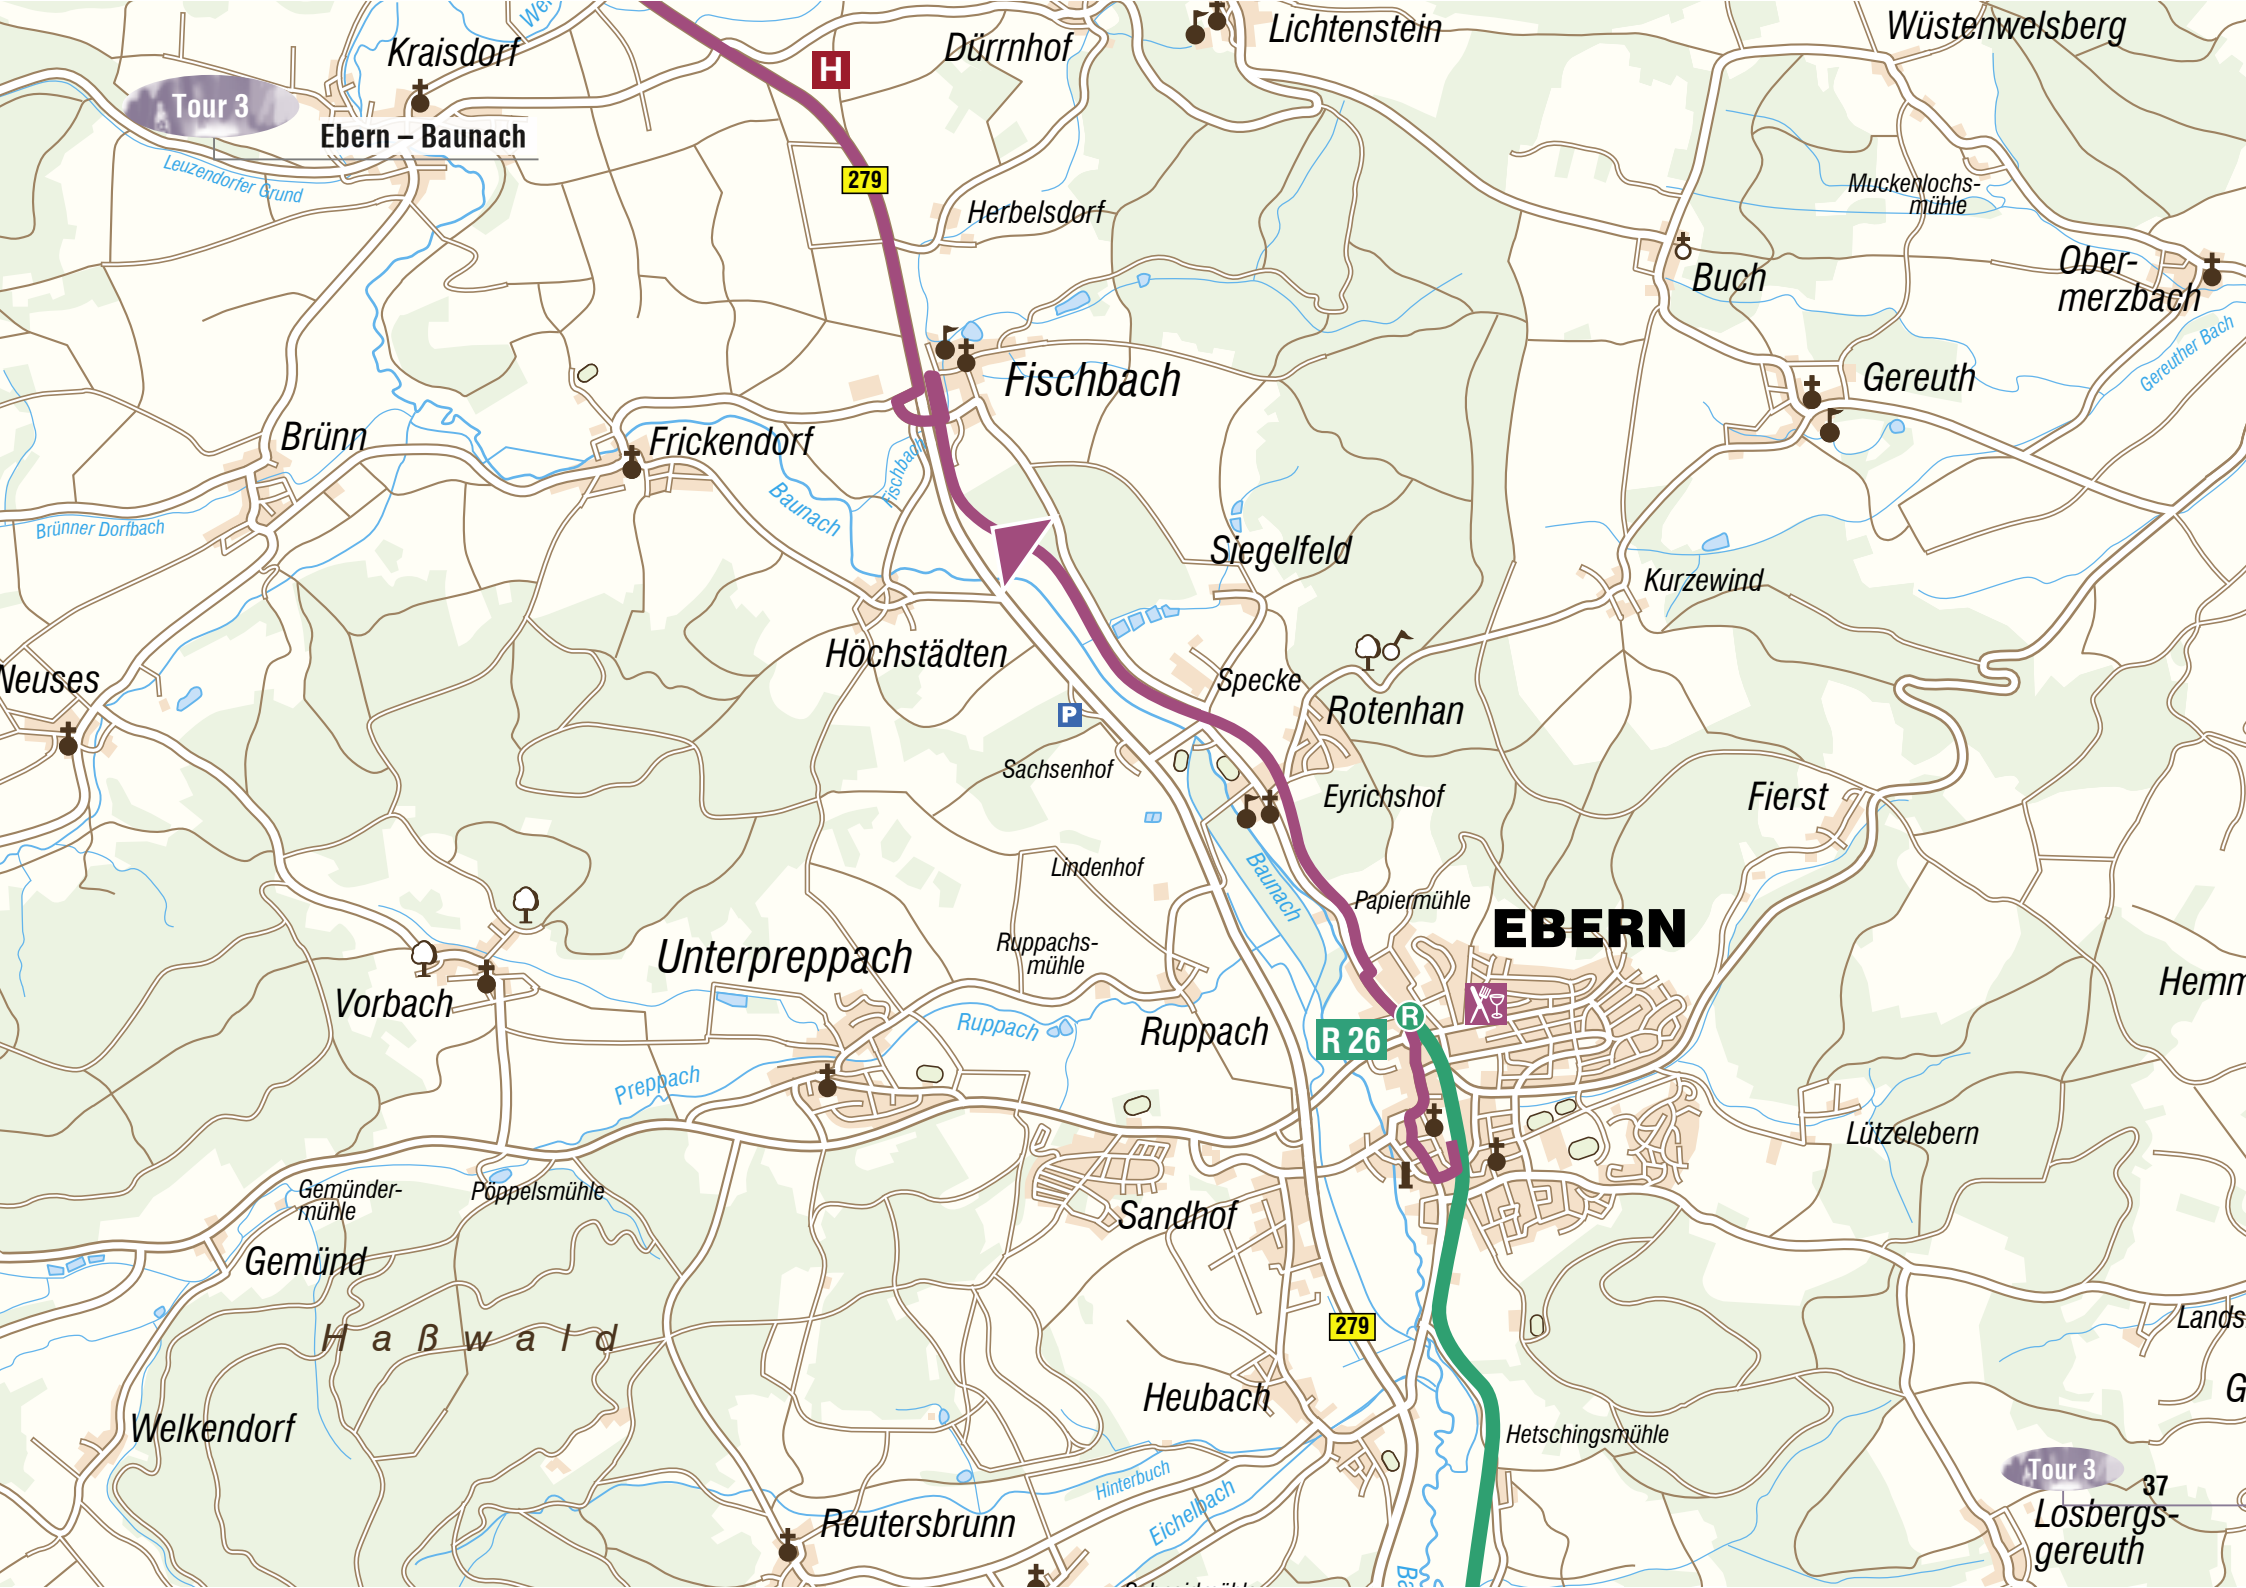 Kraisdorf
Dürrnhof
Lichtenstein
Wüstenwelsberg
H
Tour 3
Ebern – Baunach
Leuzendorfer Grund
279
Herbelsdorf
Muckenlochs-
mühle
Buch
Ober-
merzbach
Gereuther Bach
Fischbach
Gereuth
Brünn
Frickendorf
Fischbach
Baunach
Brünner Dorfbach
Siegelfeld
Kurzewind
Höchstädten
Neuses
Specke
Rotenhan
P
Sachsenhof
Eyrichshof
Fierst
Lindenhof
Baunach
Papiermühle
EBERN
Unterpreppach
Ruppachs-
mühle
Hemm
Vorbach
Ruppach
Ruppach
R
R 26
Preppach
Lützelebern
Gemünder-
mühle
Pöppelsmühle
Sandhof
Gemünd
Haßwald
279
Lands
Heubach
G
Welkendorf
Hetschingsmühle
Hinterbuch
Eichelbach
Tour 3
37
Reutersbrunn
Losbergs-
gereuth
Ba